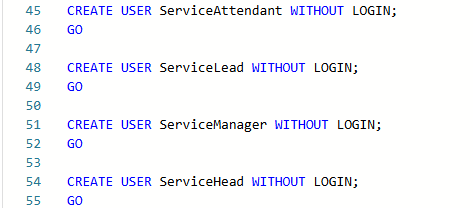 45 CREATE USER ServiceAttendant WITHOUT LOGIN;
46 GO
47
48 CREATE USER ServiceLead WITHOUT LOGIN;
49 GO
50
51 CREATE USER ServiceManager WITHOUT LOGIN;
52 GO
53
54 CREATE USER ServiceHead WITHOUT LOGIN;
55 GO